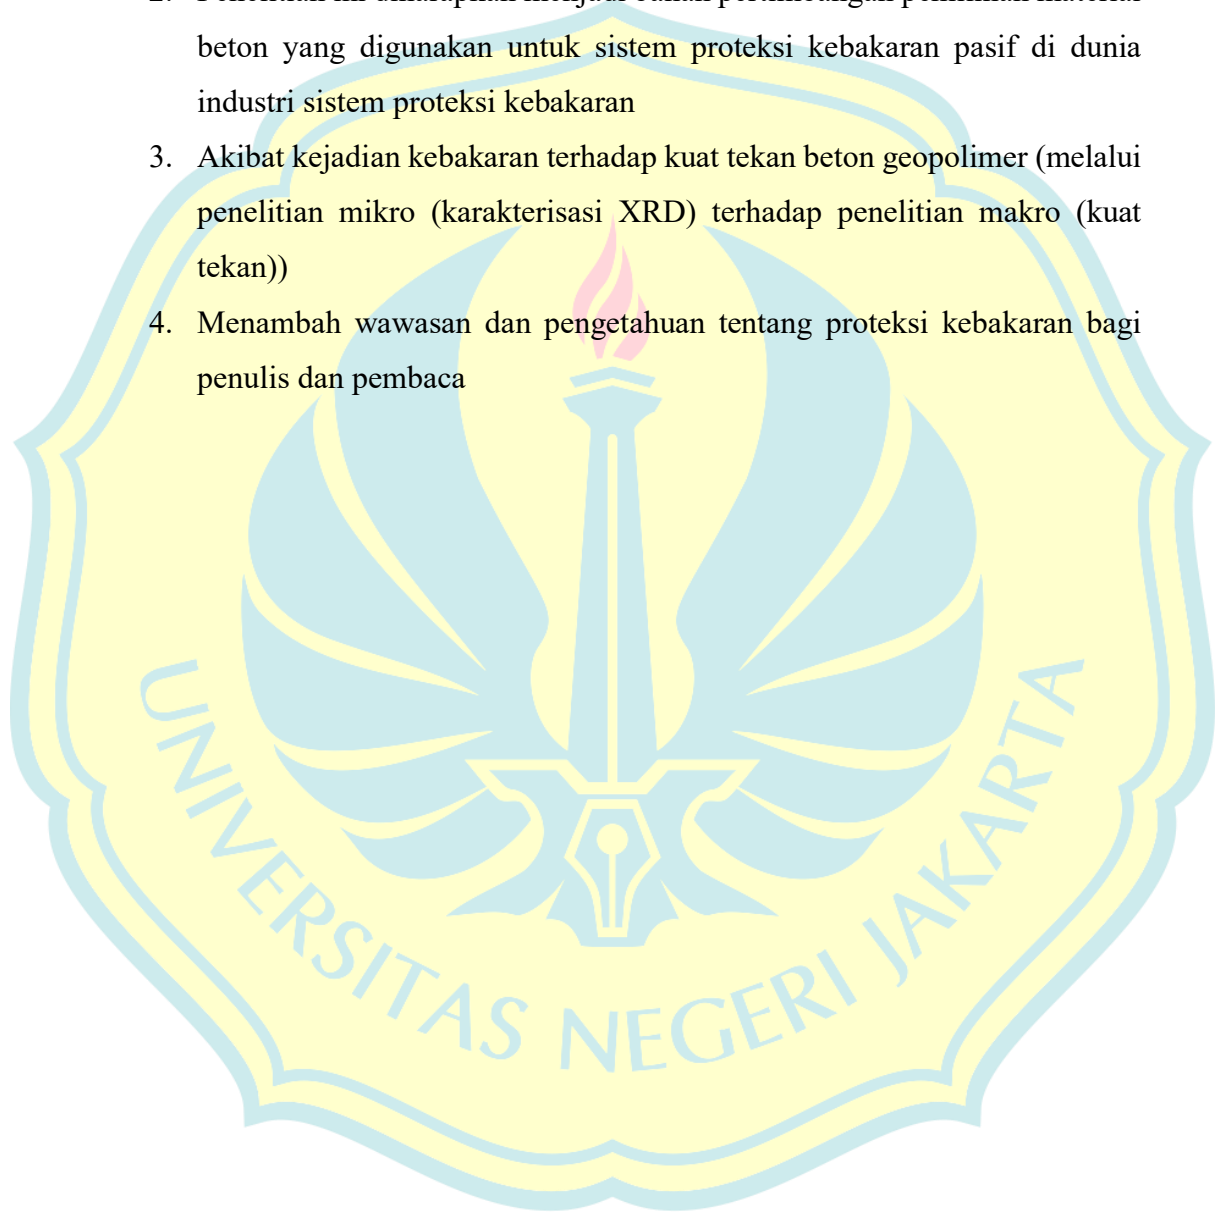 beton yang digunakan untuk sistem proteksi kebakaran pasif di dunia
industri sistem proteksi kebakaran
3. Akibat kejadian kebakaran terhadap kuat tekan beton geopolimer (melalui
penelitian mikro (karakterisasi XRD) terhadap penelitian makro (kuat
tekan))
4. Menambah wawasan dan pengetahuan tentang proteksi kebakaran bagi
penulis dan pembaca
UNIVERSITAS NEGERI JAKARTA